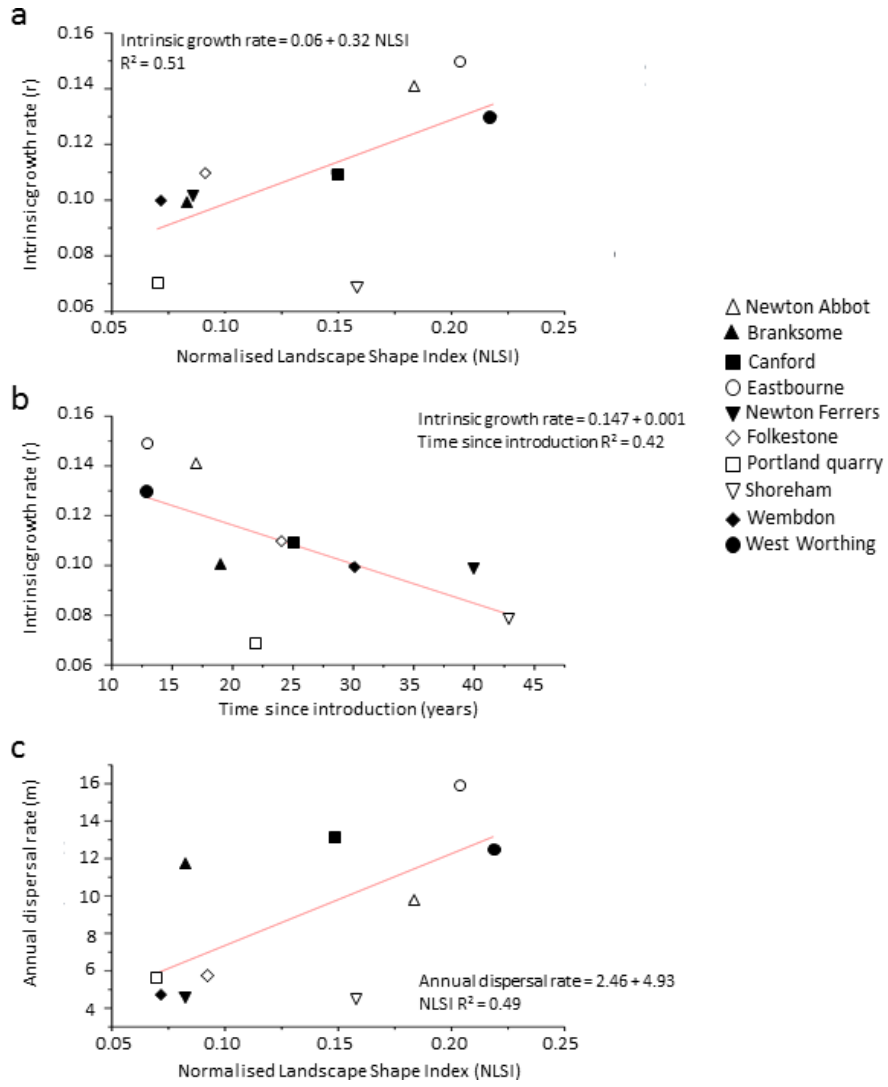 a
Intrinsic growth rate = 0.06 + 0.32 NLSI
R² = 0.51
Intrinsicgrowth rate (r)
0.16
0.14
0.12
0.10
0.08
0.06
0.05 0.10 0.15 0.20 0.25
Normalised Landscape Shape Index (NLSI)
b
Intrinsic growth rate = 0.147 + 0.001
Time since introduction R² = 0.42
Intrinsicgrowth rate (r)
0.16
0.14
0.12
0.10
0.08
0.06
10 15 20 25 30 35 40 45
Time since introduction (years)
c
Annual dispersal rate (m)
16
14
12
10
8
6
4
Annual dispersal rate = 2.46 + 4.93
NLSI R² = 0.49
0.05 0.10 0.15 0.20 0.25
Normalised Landscape Shape Index (NLSI)
Newton Abbot
Branksome
Canford
Eastbourne
Newton Ferrers
Folkestone
Portland quarry
Shoreham
Wembdon
West Worthing